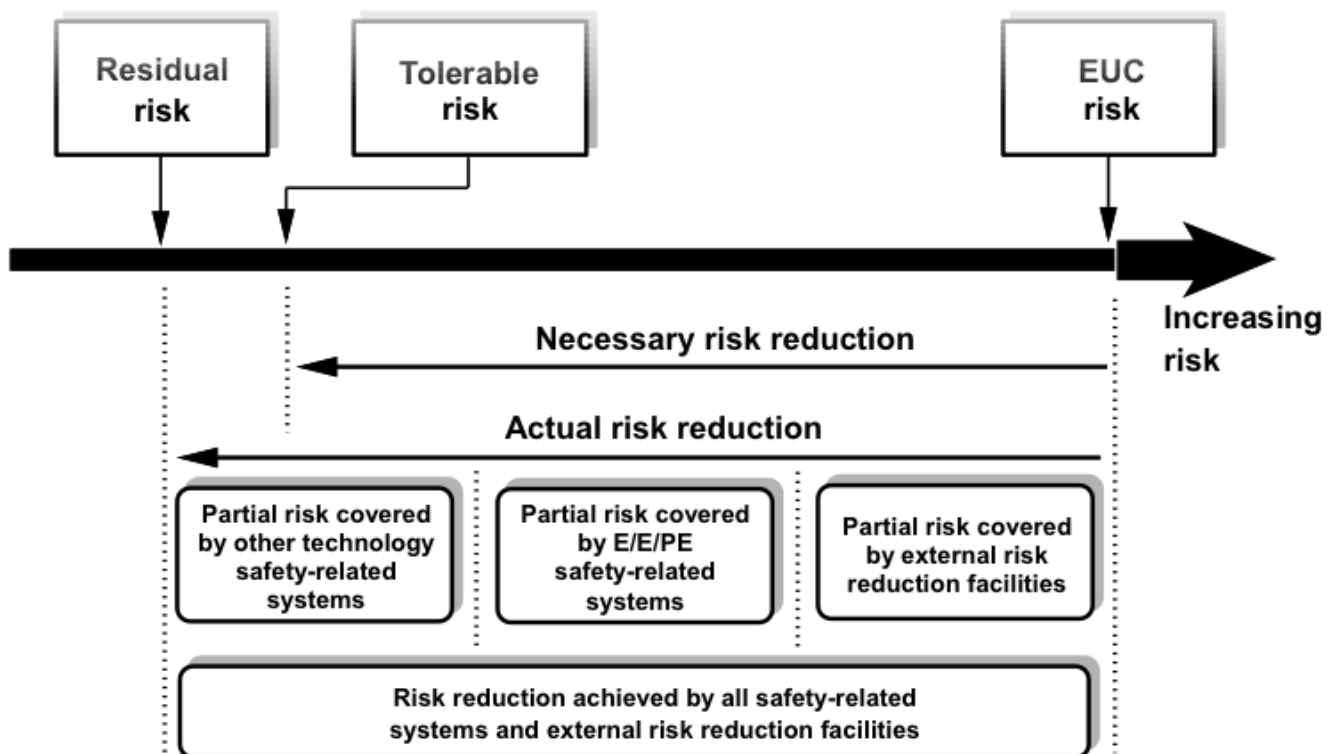 Residual
risk
Tolerable
risk
EUC
risk
Increasing
risk
Necessary risk reduction
Actual risk reduction
Partial risk covered
by other technology
safety-related
systems
Partial risk covered
by E/E/PE
safety-related
systems
Partial risk covered
by external risk
reduction facilities
Risk reduction achieved by all safety-related
systems and external risk reduction facilities